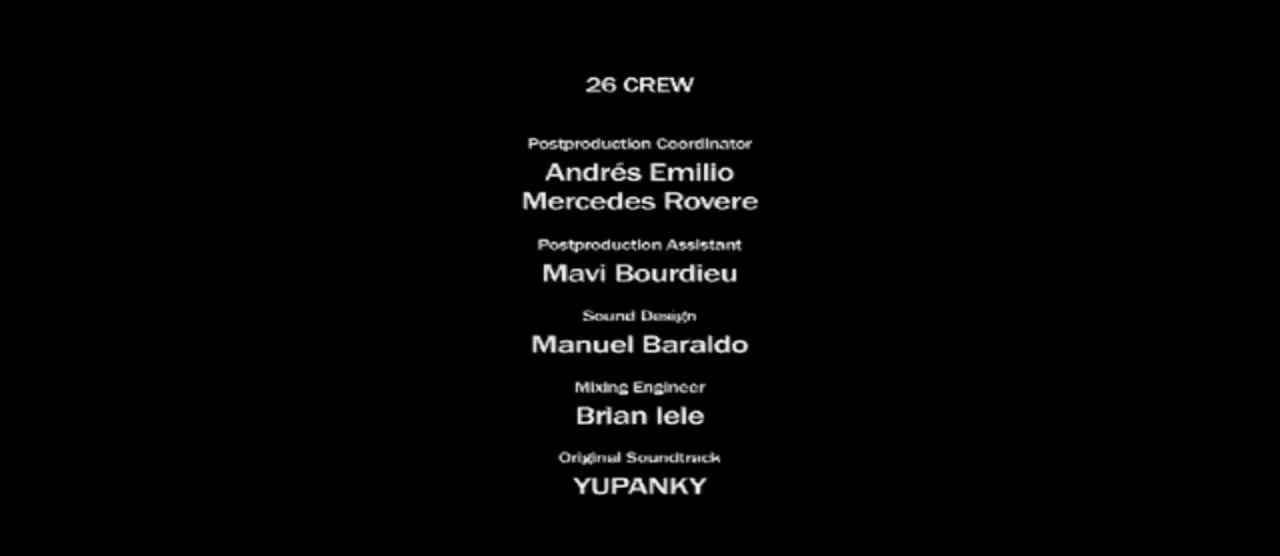 26 CREW
Postproduction Coordinator
Andrés Emilio
Mercedes Rovere
Postproduction Assistant
Mavi Bourdieu
Sound Design
Manuel Baraldo
Mixing Engineer
Brian Iele
Original Soundtrack
YUPANKY